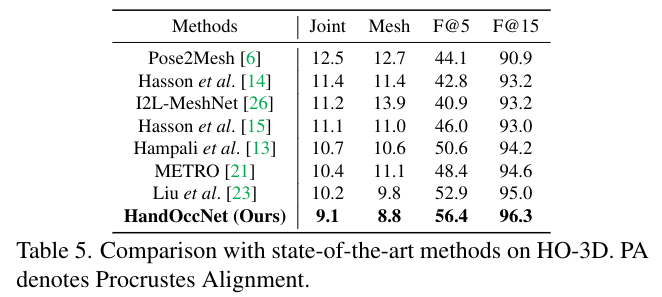 Methods Joint Mesh F@5 F@15
Pose2Mesh [6] 12.5 12.7 44.1 90.9
Hasson et al. [14] 11.4 11.4 42.8 93.2
I2L-MeshNet [26] 11.2 13.9 40.9 93.2
Hasson et al. [15] 11.1 11.0 46.0 93.0
Hampali et al. [13] 10.7 10.6 50.6 94.2
METRO [21] 10.4 11.1 48.4 94.6
Liu et al. [23] 10.2 9.8 52.9 95.0
HandOccNet (Ours) 9.1 8.8 56.4 96.3
Table 5. Comparison with state-of-the-art methods on HO-3D. PA
denotes Procrustes Alignment.